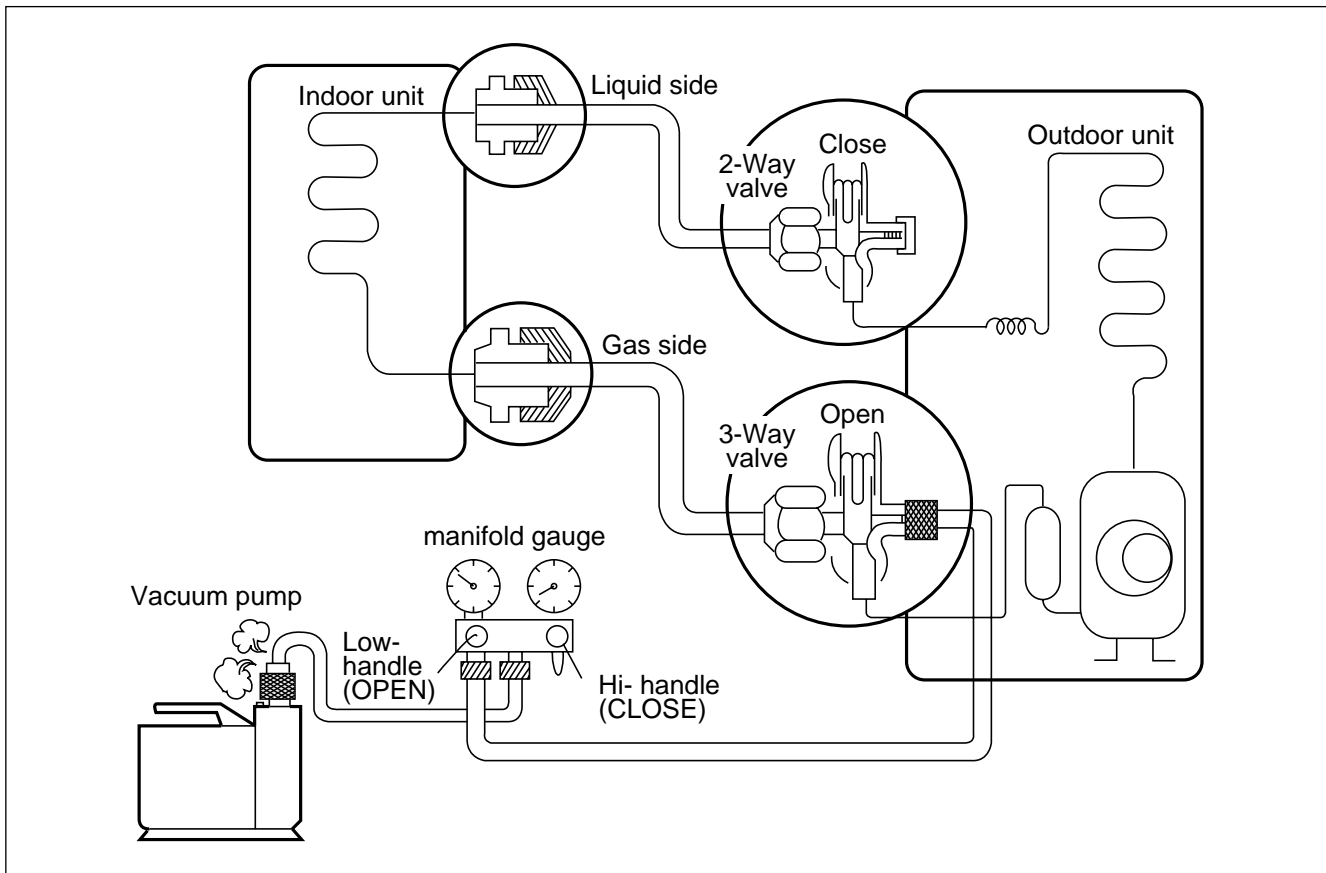 Indoor unit
Liquid side
2-Way
valve
Close
Outdoor unit
Gas side
3-Way
valve
Open
manifold gauge
Vacuum pump
Low-
handle
(OPEN)
Hi- handle
(CLOSE)